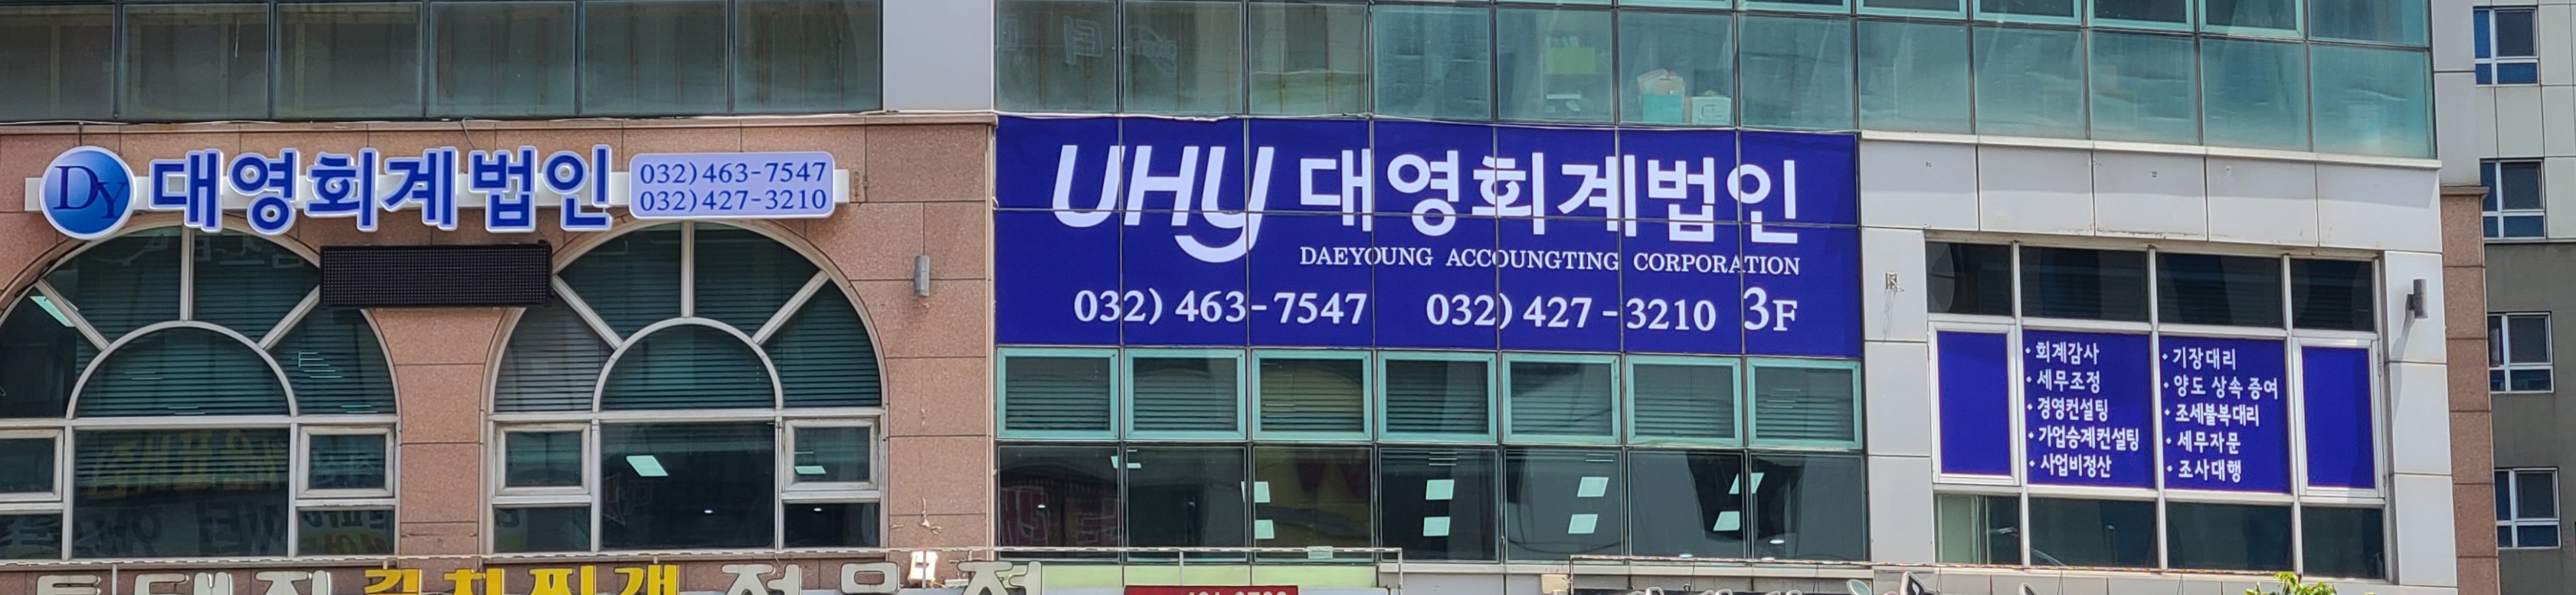 DY 대영회계법인
032)463-7547
032)427-3210
UHY 대영회계법인
DAEYOUNG ACCOUNGTING CORPORATION
032) 463-7547 032) 427-3210 3F
• 회계감사
• 세무조정
• 경영컨설팅
• 가업승계컨설팅
• 사업비정산
• 기장대리
• 양도 상속 증여
• 조세불복대리
• 세무자문
• 조사대행
김치찌개